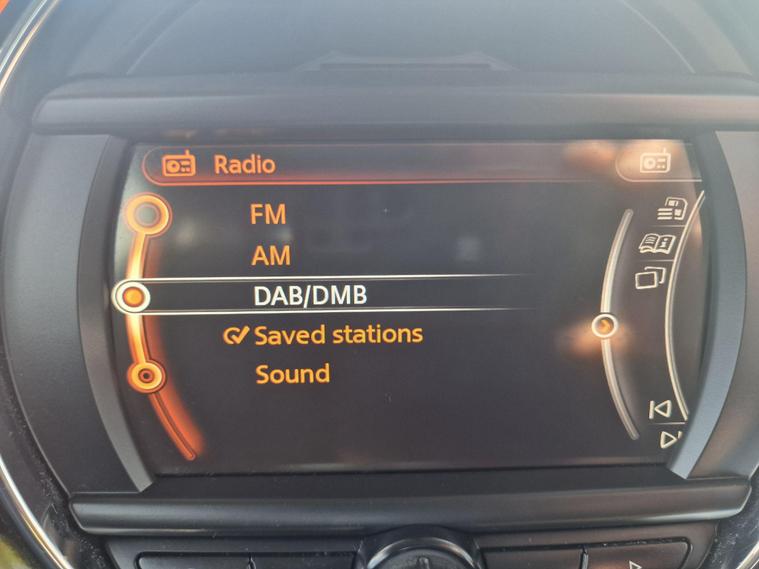 Radio
FM
AM
DAB/DMB
Saved stations
Sound